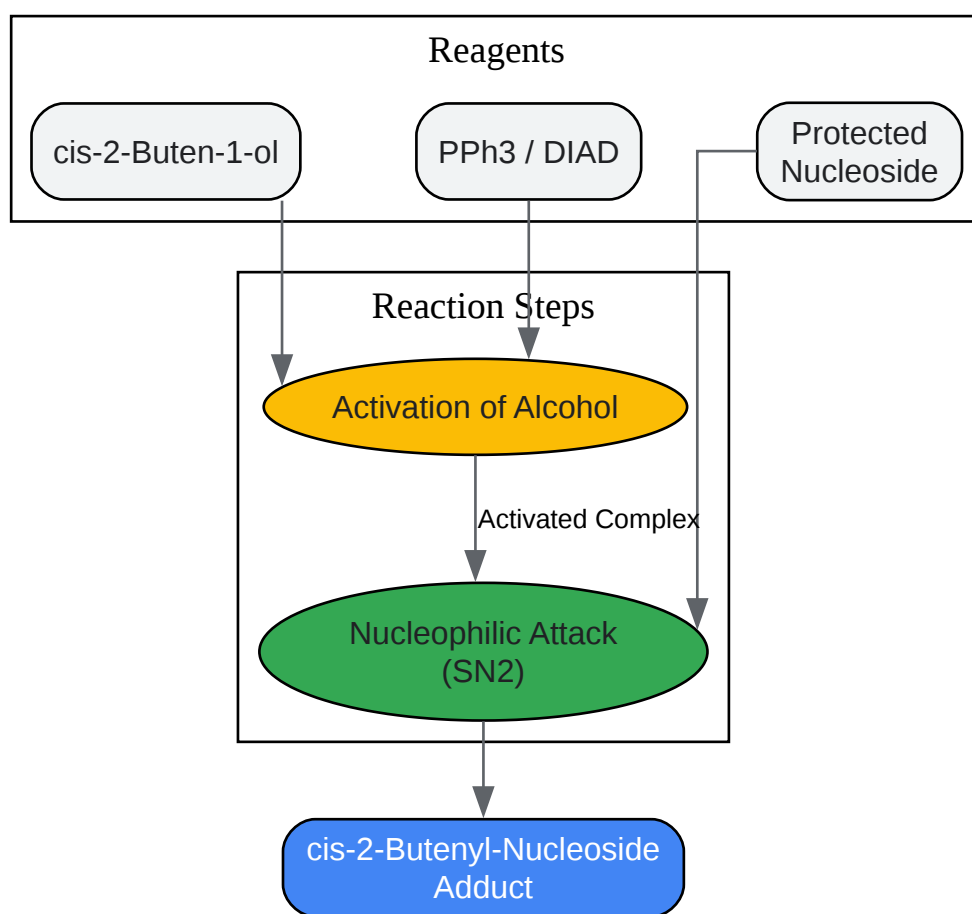 Reagents
cis-2-Buten-1-ol
PPh3 / DIAD
Protected
Nucleoside
Reaction Steps
Activation of Alcohol
Activated Complex
Nucleophilic Attack
(SN2)
cis-2-Butenyl-Nucleoside
Adduct